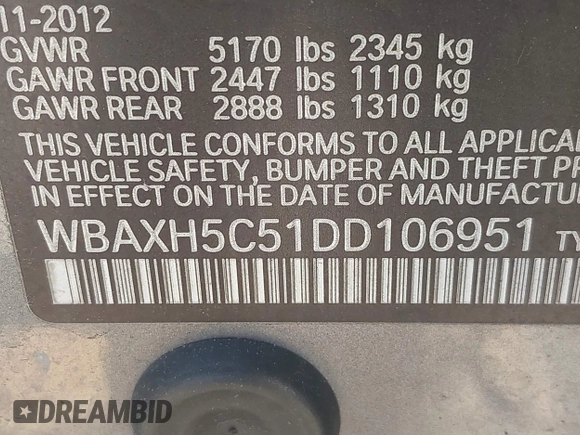 11-2012
GVWR 5170 lbs 2345 kg
GAWR FRONT 2447 lbs 1110 kg
GAWR REAR 2888 lbs 1310 kg
THIS VEHICLE CONFORMS TO ALL APPLICA
VEHICLE SAFETY, BUMPER AND THEFT P
IN EFFECT ON THE DATE OF MANUFACTU
WBAXH5C51DD106951 TY
DREAMBID